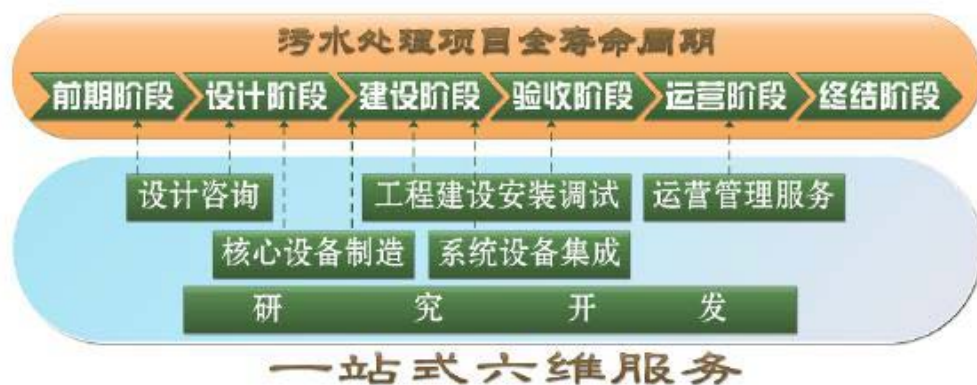 污水处理项目全寿命周期
前期阶段 设计阶段 建设阶段 验收阶段 运营阶段 终结阶段
设计咨询 工程建设安装调试 运营管理服务
核心设备制造 系统设备集成
研究开发
一站式六维服务